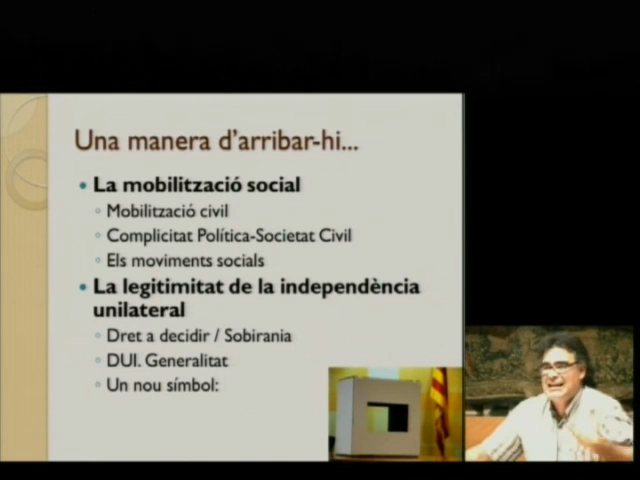 Una manera d'arribar-hi...
La mobilització social
Mobilització civil
Complicitat Política-Societat Civil
Els moviments socials
La legitimitat de la independència
unilateral
Dret a decidir / Sobirania
DUI. Generalitat
Un nou símbol: